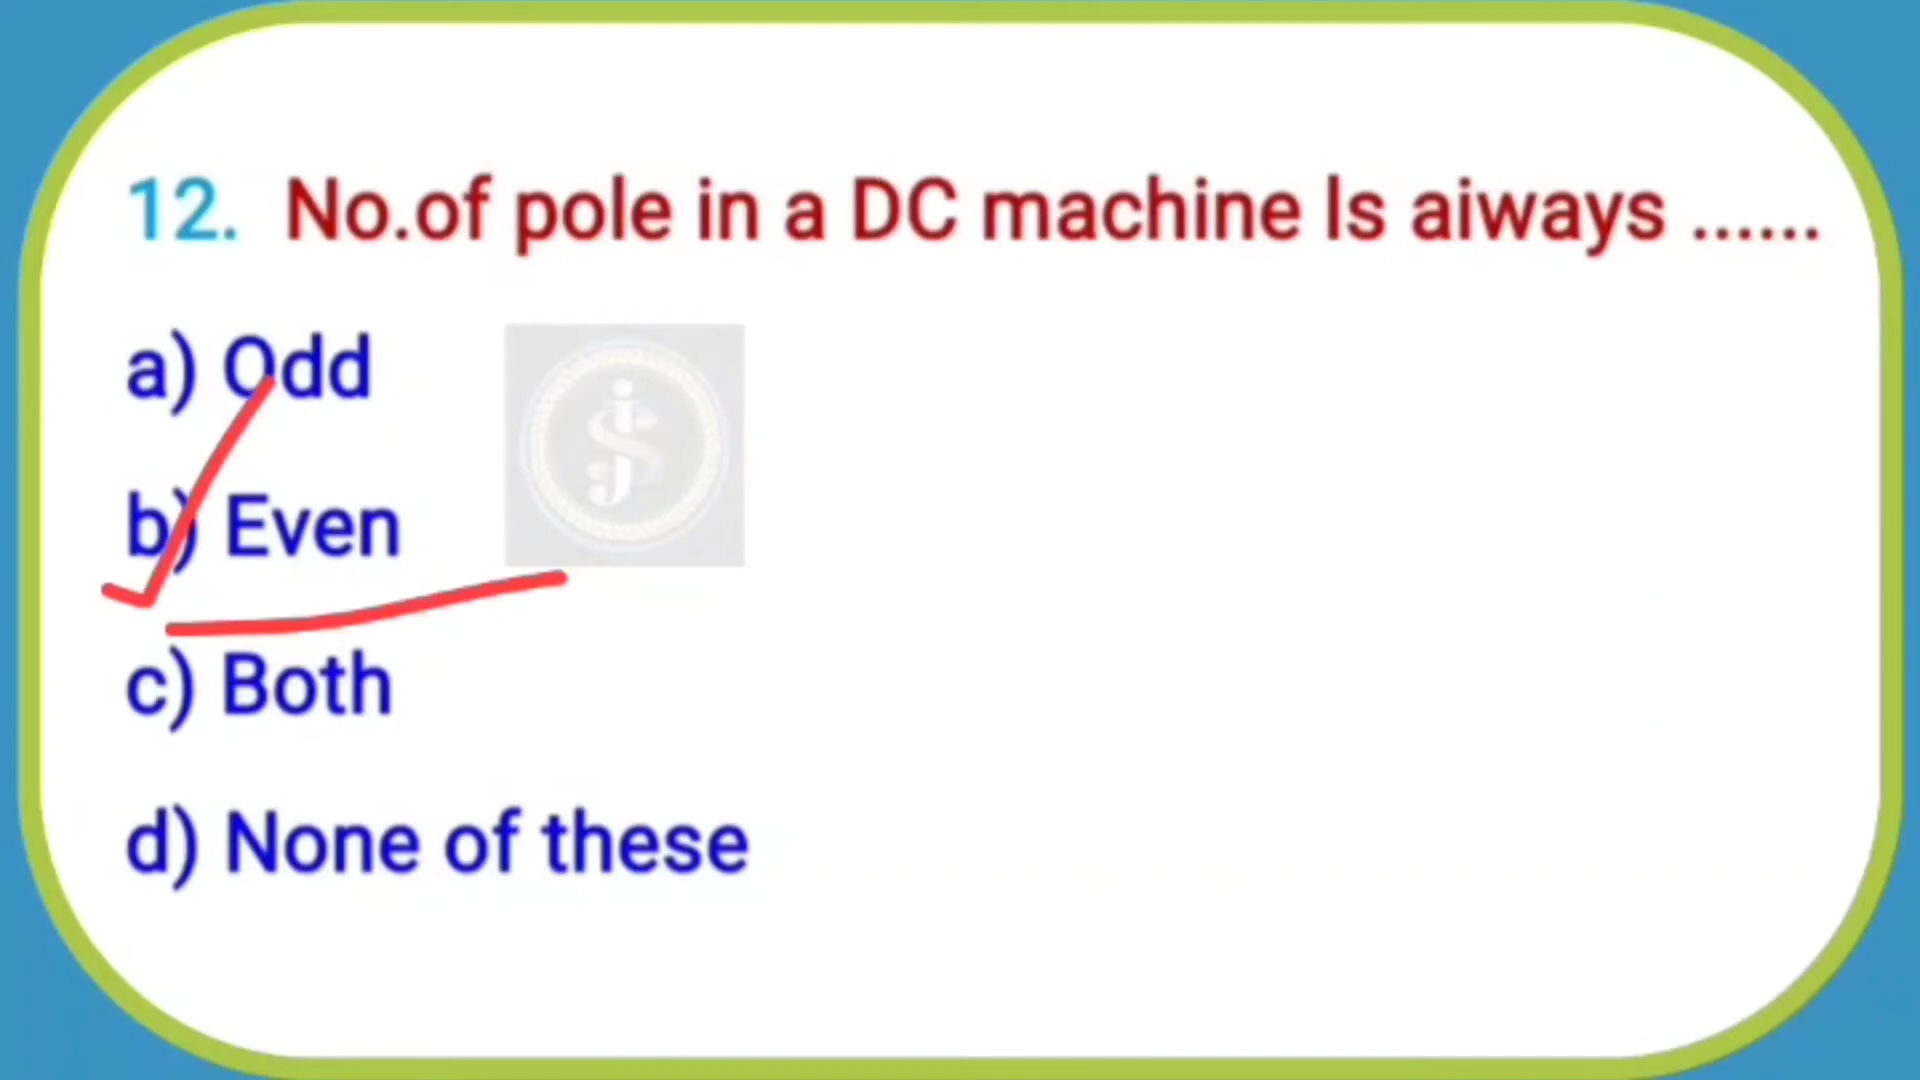 12. No.of pole in a DC machine Is aiways ......
a) Odd
b) Even
c) Both
d) None of these